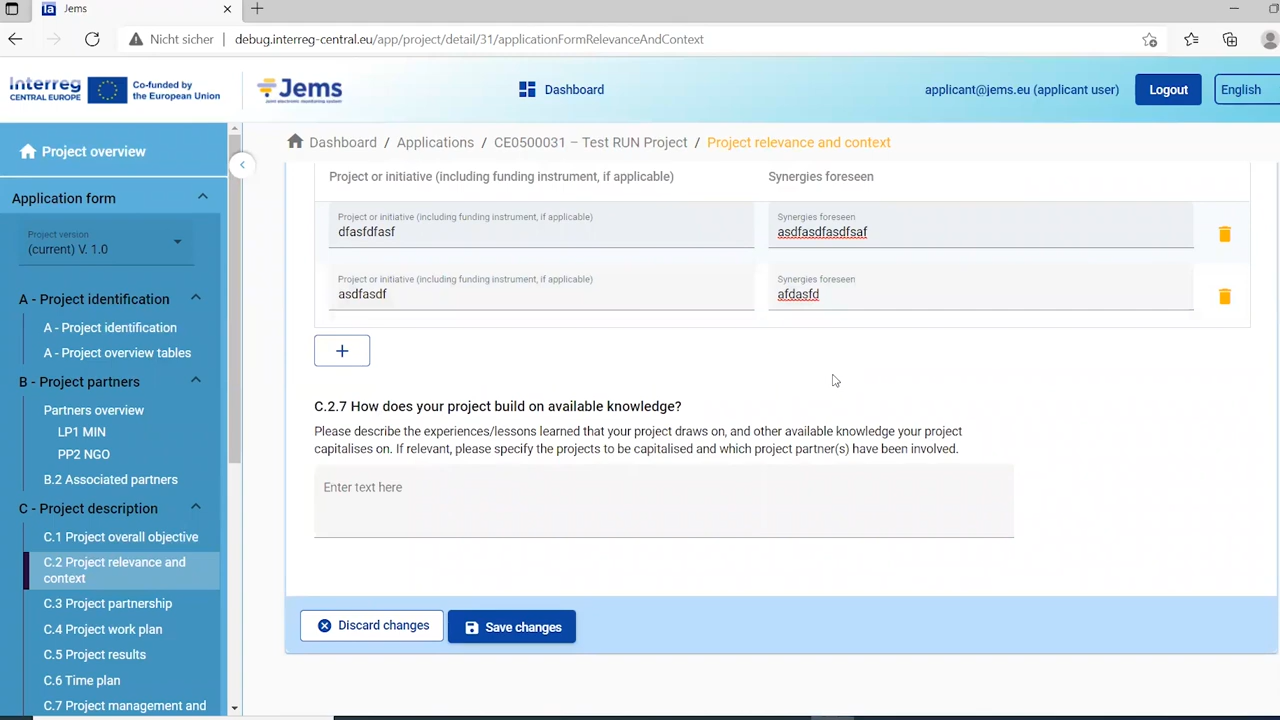 Jems
Nicht sicher
debug.interreg-central.eu/app/project/detail/31/applicationFormRelevanceAndContext
Interreg
CENTRAL EUROPE
Co-funded by
the European Union
Jems
Joint electronic monitoring system
Dashboard
applicant@jems.eu (applicant user)
Logout
English
Project overview
Dashboard / Applications / CE0500031 – Test RUN Project / Project relevance and context
Application form
Project version
(current) V. 1.0
A - Project identification
A - Project identification
A - Project overview tables
B - Project partners
Partners overview
LP1 MIN
PP2 NGO
B.2 Associated partners
C - Project description
C.1 Project overall objective
C.2 Project relevance and
context
C.3 Project partnership
C.4 Project work plan
C.5 Project results
C.6 Time plan
C.7 Project management and
Project or initiative (including funding instrument, if applicable)
Synergies foreseen
Project or initiative (including funding instrument, if applicable)
dfasfdfasf
Synergies foreseen
asdfasdfasdfsaf
Project or initiative (including funding instrument, if applicable)
asdfasdf
Synergies foreseen
afdasfd
+
C.2.7 How does your project build on available knowledge?
Please describe the experiences/lessons learned that your project draws on, and other available knowledge your project
capitalises on. If relevant, please specify the projects to be capitalised and which project partner(s) have been involved.
Enter text here
Discard changes
Save changes